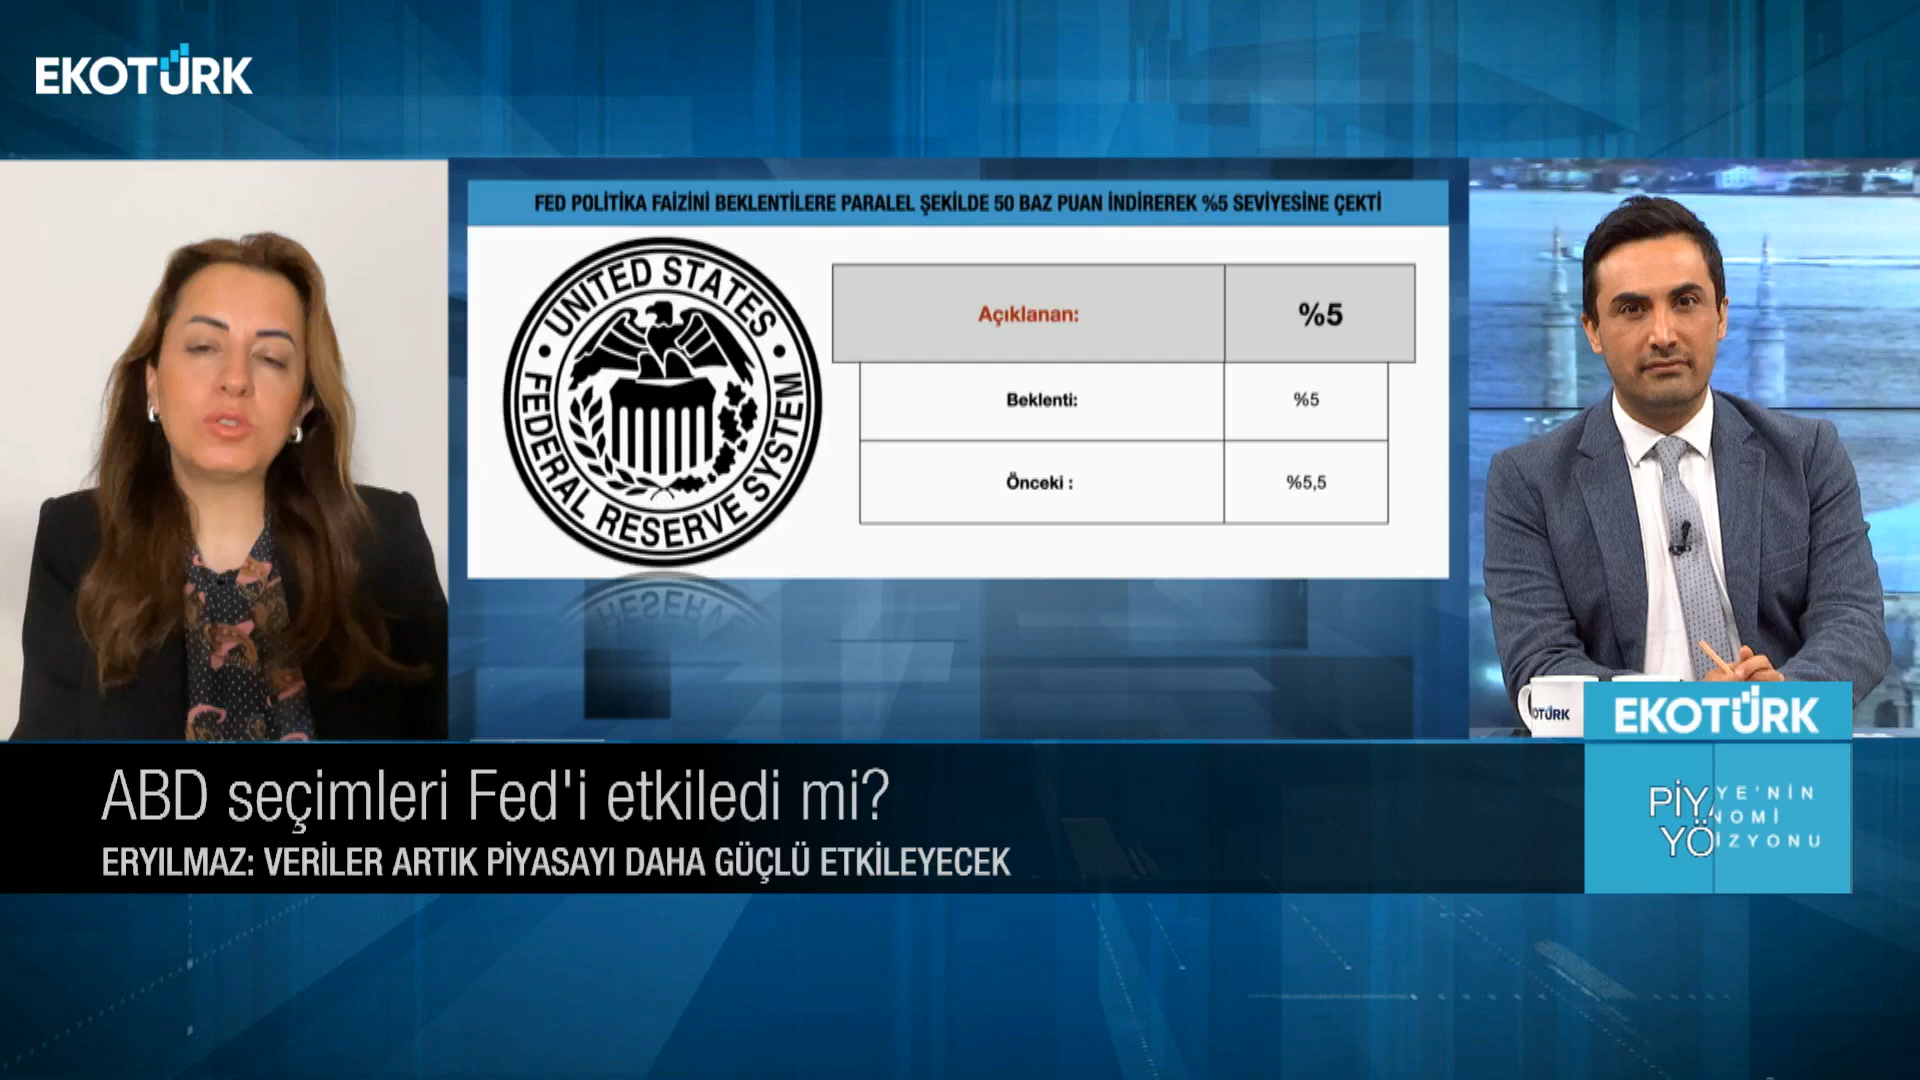 EKOTÜRK
FED POLİTİKA FAİZİNİ BEKLENTİLERE PARALEL ŞEKİLDE 50 BAZ PUAN İNDİREREK %5 SEVİYESİNE ÇEKTİ
UNITED STATES
FEDERAL RESERVE SYSTEM
Açıklanan: %5
Beklenti: %5
Önceki : %5,5
EKOTÜRK
ABD seçimleri Fed'i etkiledi mi?
ERYILMAZ: VERİLER ARTIK PİYASAYI DAHA GÜÇLÜ ETKİLEYECEK